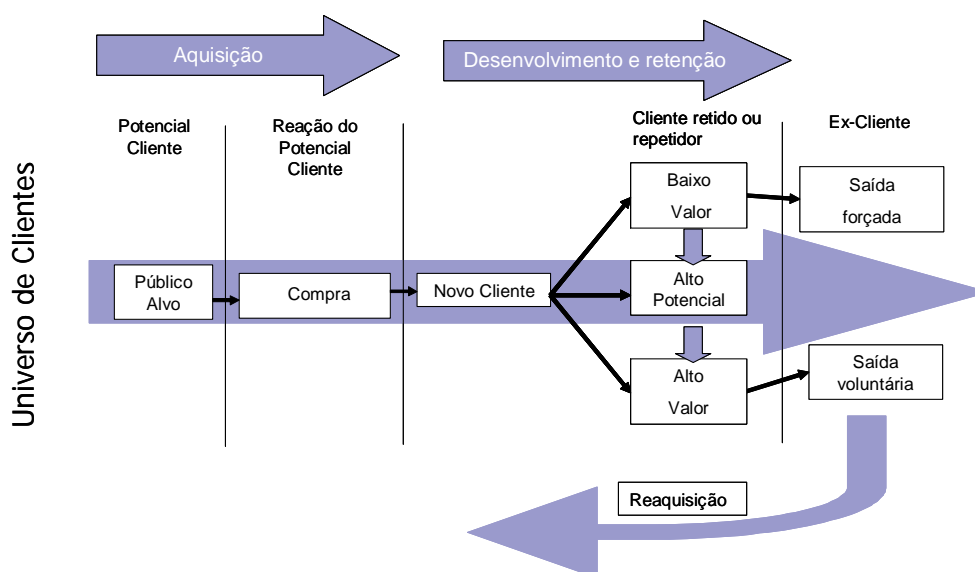 Aquisição
Desenvolvimento e retenção
Potencial
Cliente
Reação do
Potencial
Cliente
Cliente retido ou
repetidor
Ex-Cliente
Universo de Clientes
Baixo
Valor
Saída
forçada
Público
Alvo
Compra
Novo Cliente
Alto
Potencial
Alto
Valor
Saída
voluntária
Reaquisição